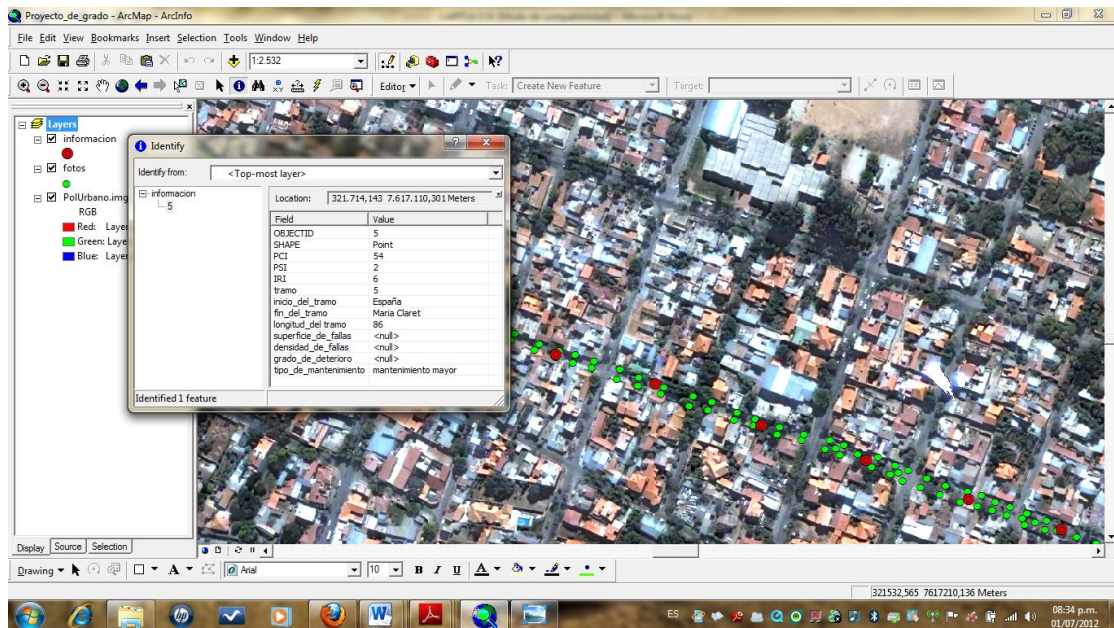 Proyecto_de_grado - ArcMap - ArcInfo
File Edit View Bookmarks Insert Selection Tools Window Help
1:2.532
Editor Task: Create New Feature Target:
Layers
informacion
fotos
PolUrbano.img
RGB
Red: Laye
Green: Laye
Blue: Laye
Identify
Identify from: <Top-most layer>
informacion
5
Location: 321.714,143 7.617.110,301 Meters
Field Value
OBJECTID 5
SHAPE Point
PCI 54
PSI 2
IRI 6
tramo 5
inicio_del_tramo España
fin_del_tramo Maria Claret
longitud_del tramo 86
superficie_de_fallas <null>
densidad_de_fallas <null>
grado_de_deterioro <null>
tipo_de_mantenimiento mantenimiento mayor
Identified 1 feature
Display Source Selection
Drawing A Arial 10 B I U A
321532,565 7617210,136 Meters
hp W ES 08:34 p.m.
01/07/2012